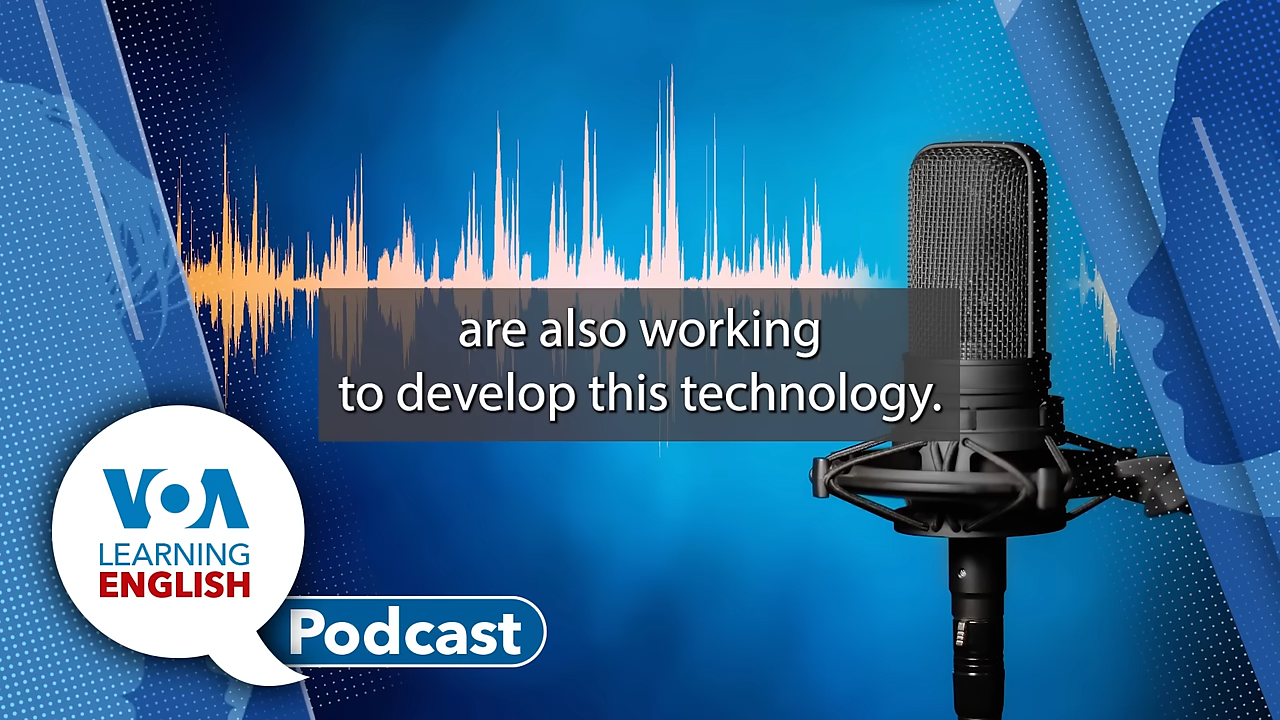 are also working
to develop this technology.
VOA
LEARNING
ENGLISH
Podcast